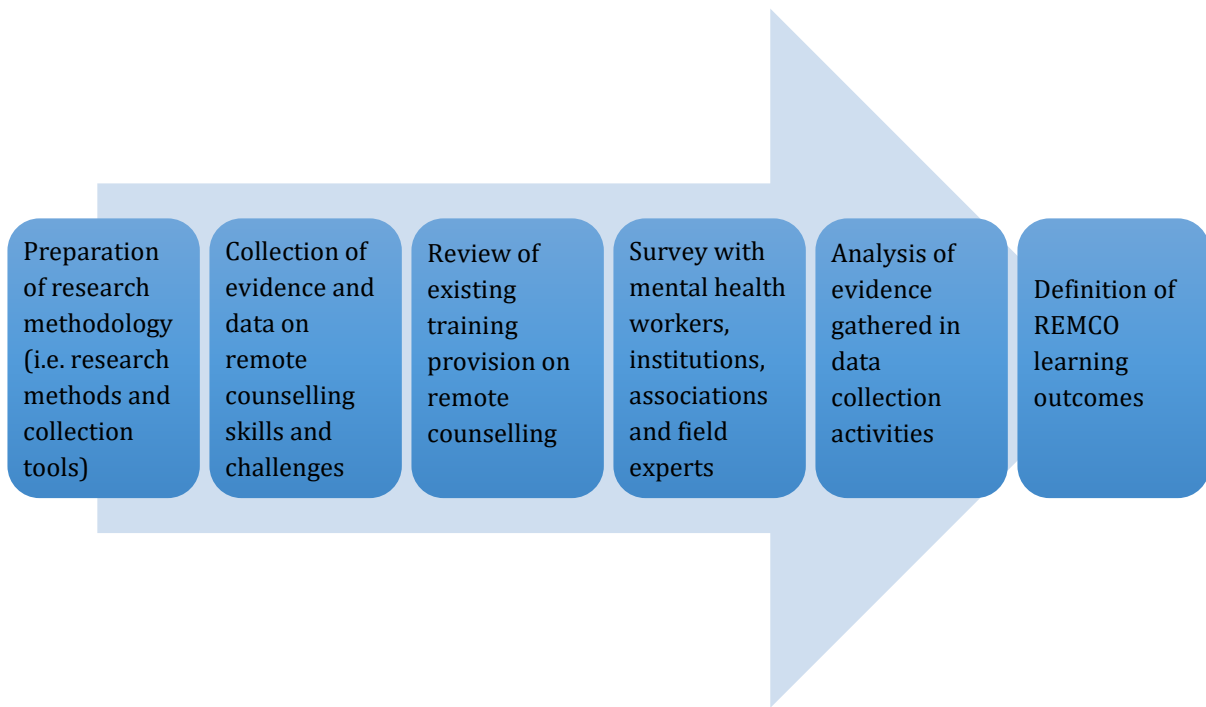 Preparation
of research
methodology
(i.e. research
methods and
collection
tools)
Collection of
evidence and
data on
remote
counselling
skills and
challenges
Review of
existing
training
provision on
remote
counselling
Survey with
mental health
workers,
institutions,
associations
and field
experts
Analysis of
evidence
gathered in
data
collection
activities
Definition of
REMCO
learning
outcomes